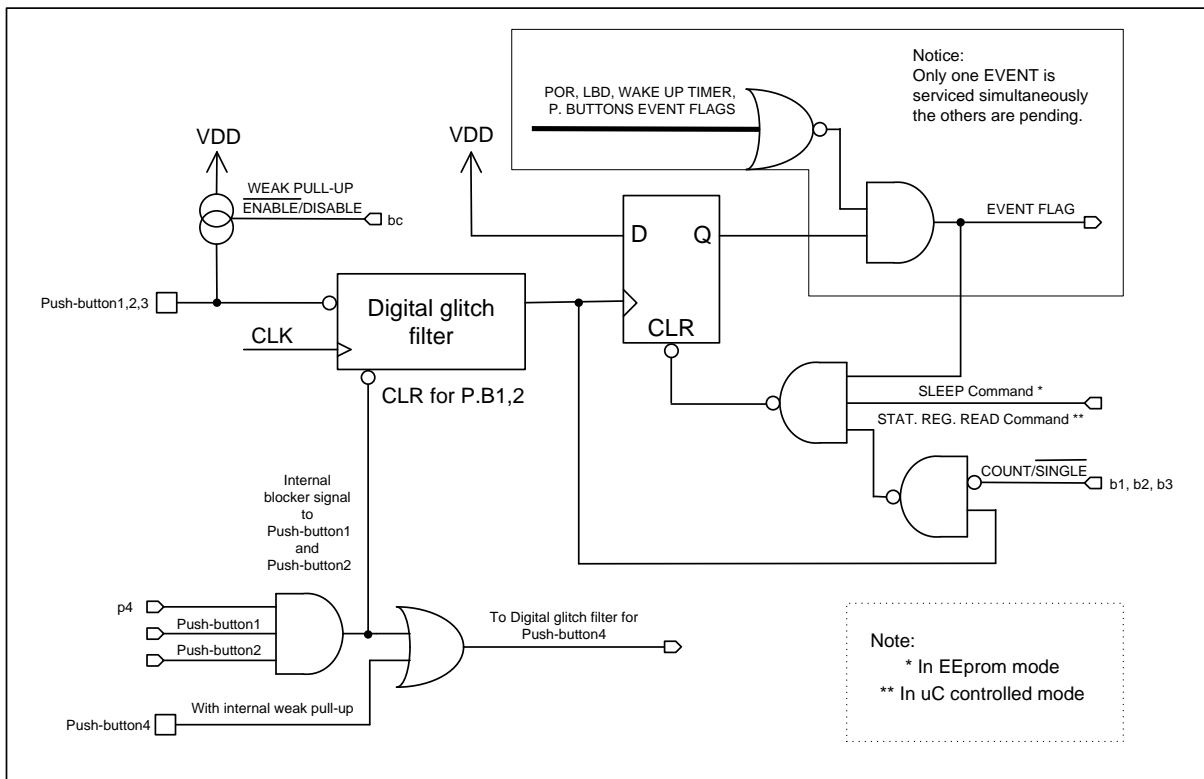 POR, LBD, WAKE UP TIMER,
P. BUTTONS EVENT FLAGS
Notice:
Only one EVENT is
serviced simultaneously
the others are pending.
VDD
VDD
WEAK PULL-UP
ENABLE/DISABLE
bc
D
Q
CLR
EVENT FLAG
Push-button1,2,3
Digital glitch
filter
CLK
CLR for P.B1,2
SLEEP Command *
STAT. REG. READ Command **
COUNT/SINGLE
b1, b2, b3
Internal
blocker signal
to
Push-button1
and
Push-button2
p4
Push-button1
Push-button2
To Digital glitch filter for
Push-button4
With internal weak pull-up
Push-button4
Note:
* In EEprom mode
** In uC controlled mode